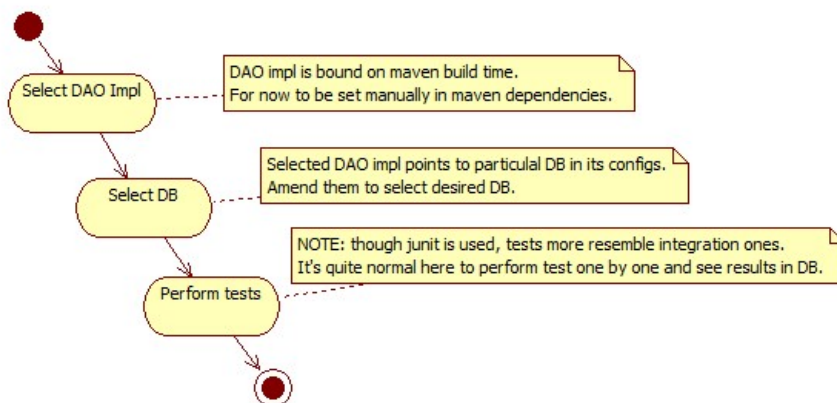 Select DAO Impl
DAO impl is bound on maven build time.
For now to be set manually in maven dependencies.
Select DB
Selected DAO impl points to particulal DB in its configs.
Amend them to select desired DB.
NOTE: though junit is used, tests more resemble integration ones.
It's quite normal here to perform test one by one and see results in DB.
Perform tests